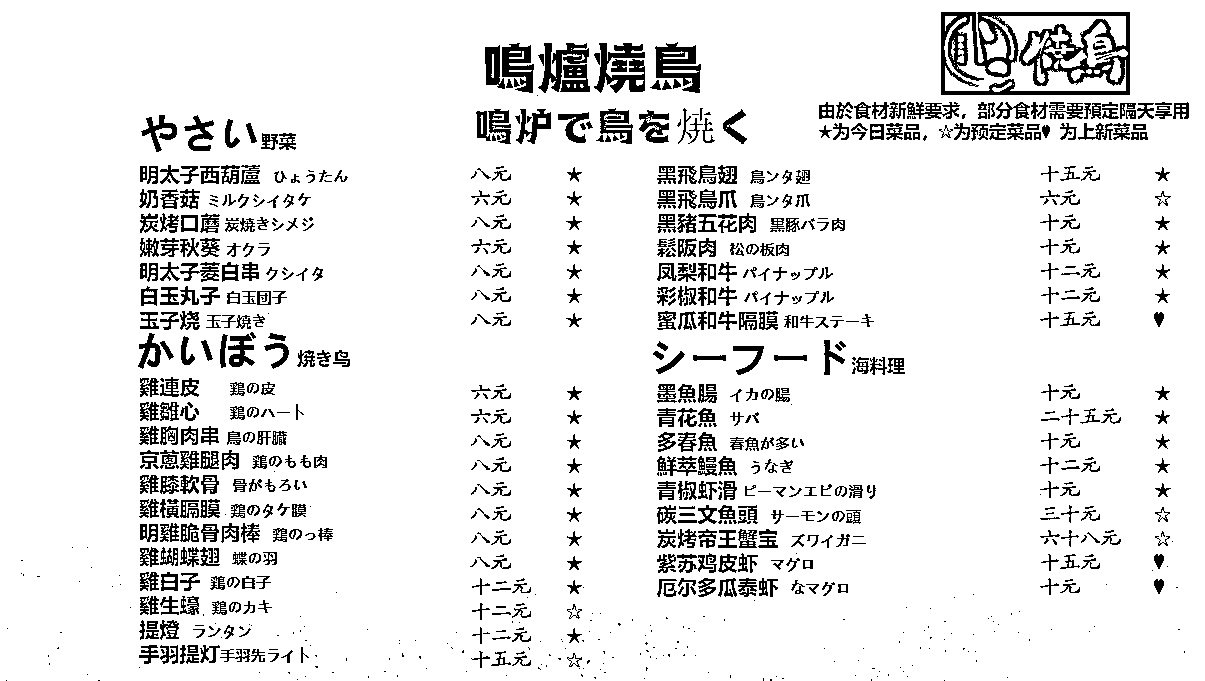 鳴爐燒鳥
鳴炉で鳥を焼く
燒鳥
由於食材新鮮要求，部分食材需要預定隔天享用
★为今日菜品，☆为预定菜品♥ 为上新菜品
やさい野菜
明太子西葫蘆 ひょうたん 八元 ★
奶香菇 ミルクシイタケ 六元 ★
炭烤口蘑 炭焼きシメジ 八元 ★
嫩芽秋葵 オクラ 六元 ★
明太子菱白串 クシイタ 八元 ★
白玉丸子 白玉団子 八元 ★
玉子烧 玉子焼き 八元 ★
かいぼう焼き鸟
雞連皮 鶏の皮 六元 ★
雞雛心 鶏のハート 六元 ★
雞胸肉串 鳥の肝臓 八元 ★
京蔥雞腿肉 鶏のもも肉 八元 ★
雞膝軟骨 骨がもろい 八元 ★
雞橫膈膜 鶏のタケ膜 八元 ★
明雞脆骨肉棒 鶏のっ棒 八元 ★
雞蝴蝶翅 蝶の羽 八元 ★
雞白子 鶏の白子 十二元 ★
雞生蠔 鶏のカキ 十二元 ☆
提燈 ランタン 十二元 ★
手羽提灯 手羽先ライト 十五元 ☆
黑飛鳥翅 鳥ンタ翅 十五元 ★
黑飛鳥爪 鳥ンタ爪 六元 ☆
黑豬五花肉 黒豚バラ肉 十元 ★
鬆阪肉 松の板肉 十元 ★
凤梨和牛 パイナップル 十二元 ★
彩椒和牛 パイナップル 十二元 ★
蜜瓜和牛隔膜 和牛ステーキ 十五元 ♥
シーフード海料理
墨魚腸 イカの腸 十元 ★
青花魚 サバ 二十五元 ★
多春魚 春魚が多い 十元 ★
鮮萃鰻魚 うなぎ 十二元 ★
青椒虾滑 ピーマンエビの滑り 十元 ★
碳三文魚頭 サーモンの頭 三十元 ☆
炭烤帝王蟹宝 ズワイガニ 六十八元 ☆
紫苏鸡皮虾 マグロ 十五元 ♥
厄尔多瓜泰虾 なマグロ 十元 ♥